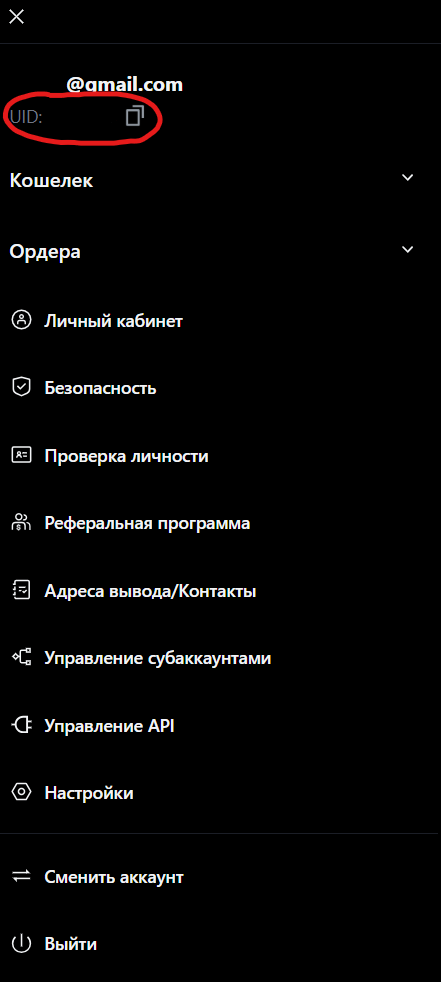 @gmail.com
UID:
Кошелек
Ордера
Личный кабинет
Безопасность
Проверка личности
Реферальная программа
Адреса вывода/Контакты
Управление субаккаунтами
Управление API
Настройки
Сменить аккаунт
Выйти